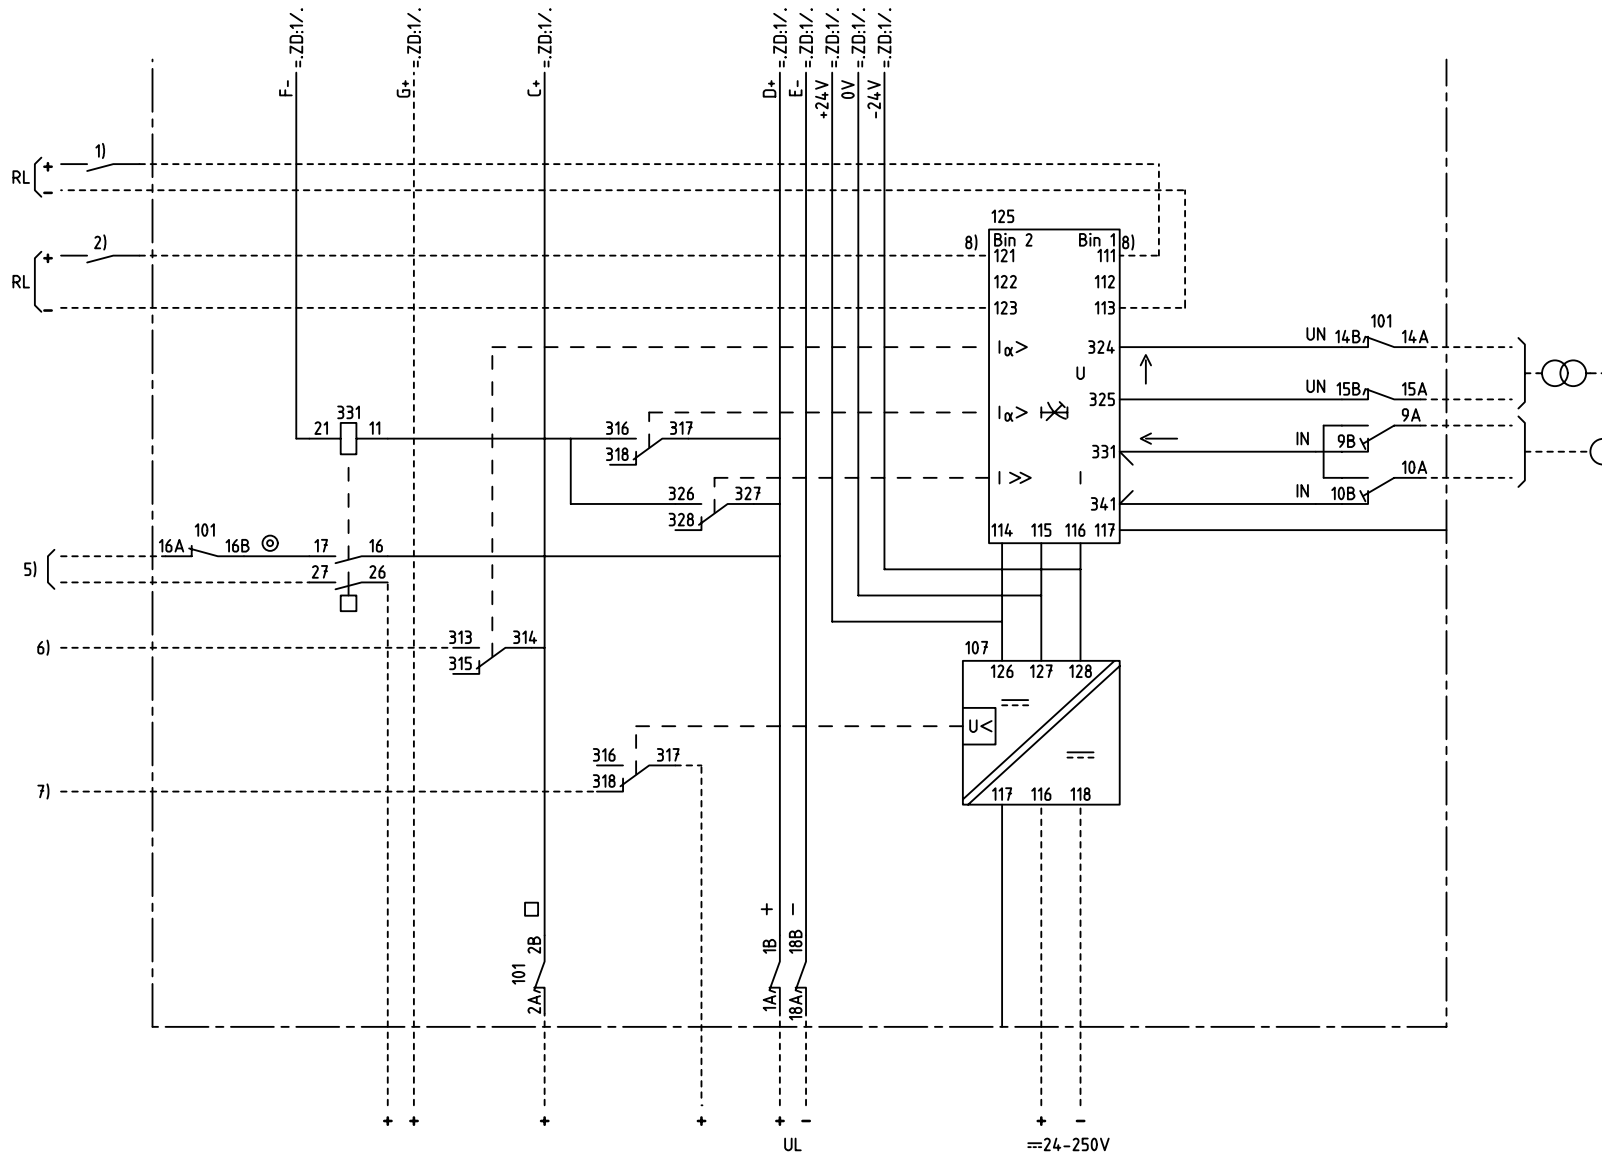 =.ZD:1/. =.ZD:1/. =.ZD:1/. =.ZD:1/. =.ZD:1/. =.ZD:1/. =.ZD:1/. =.ZD:1/.
F- G+ C+ D+ E- +24V 0V -24V
1)
RL + -
125
2)
8) Bin 2 Bin 1 8)
RL + -
121 111
122 112
123 113
101
UN 14B 14A
Iα> 324
U
UN 15B 15A
325
331
9A
21 11
316 317
Iα>
318
IN 9B
331
10A
I >> I
326 327
IN 10B
328
341
101
114 115 116 117
16A 16B 17 16
5)
27 26
6) 313 314
315
107
126 127 128
U<
316 317
7) 318
117 116 118
+ -
101
2A 2B
1A 1B
18A 18B
+ + + + + - + -
UL
24-250V